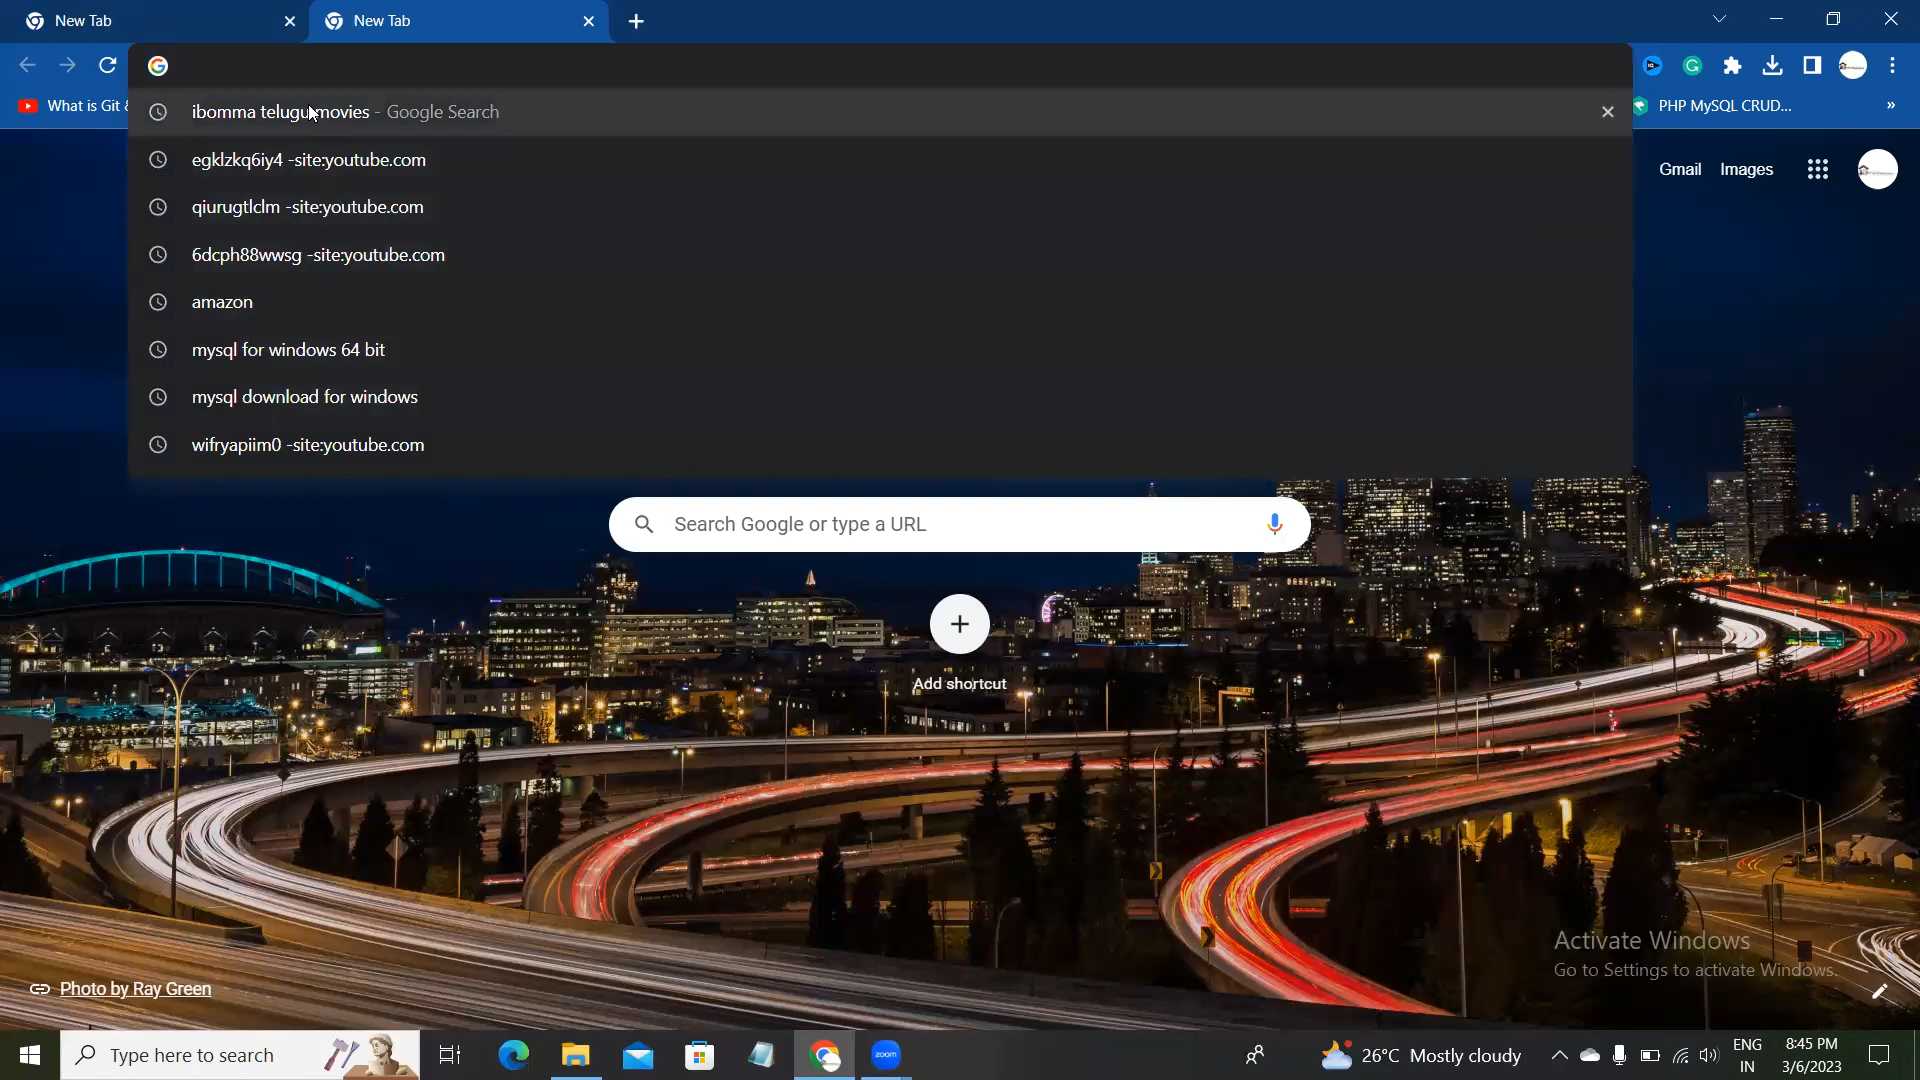 New Tab
New Tab
What is Git &
PHP MySQL CRUD...
»
ibomma telugu movies - Google Search
egklzkq6iy4 -site:youtube.com
qiurugtlclm -site:youtube.com
6dcph88wwsg -site:youtube.com
amazon
mysql for windows 64 bit
mysql download for windows
wifryapiim0 -site:youtube.com
Gmail Images
Search Google or type a URL
Add shortcut
Activate Windows
Go to Settings to activate Windows.
Photo by Ray Green
Type here to search
zoom
26°C Mostly cloudy
ENG
IN
8:45 PM
3/6/2023